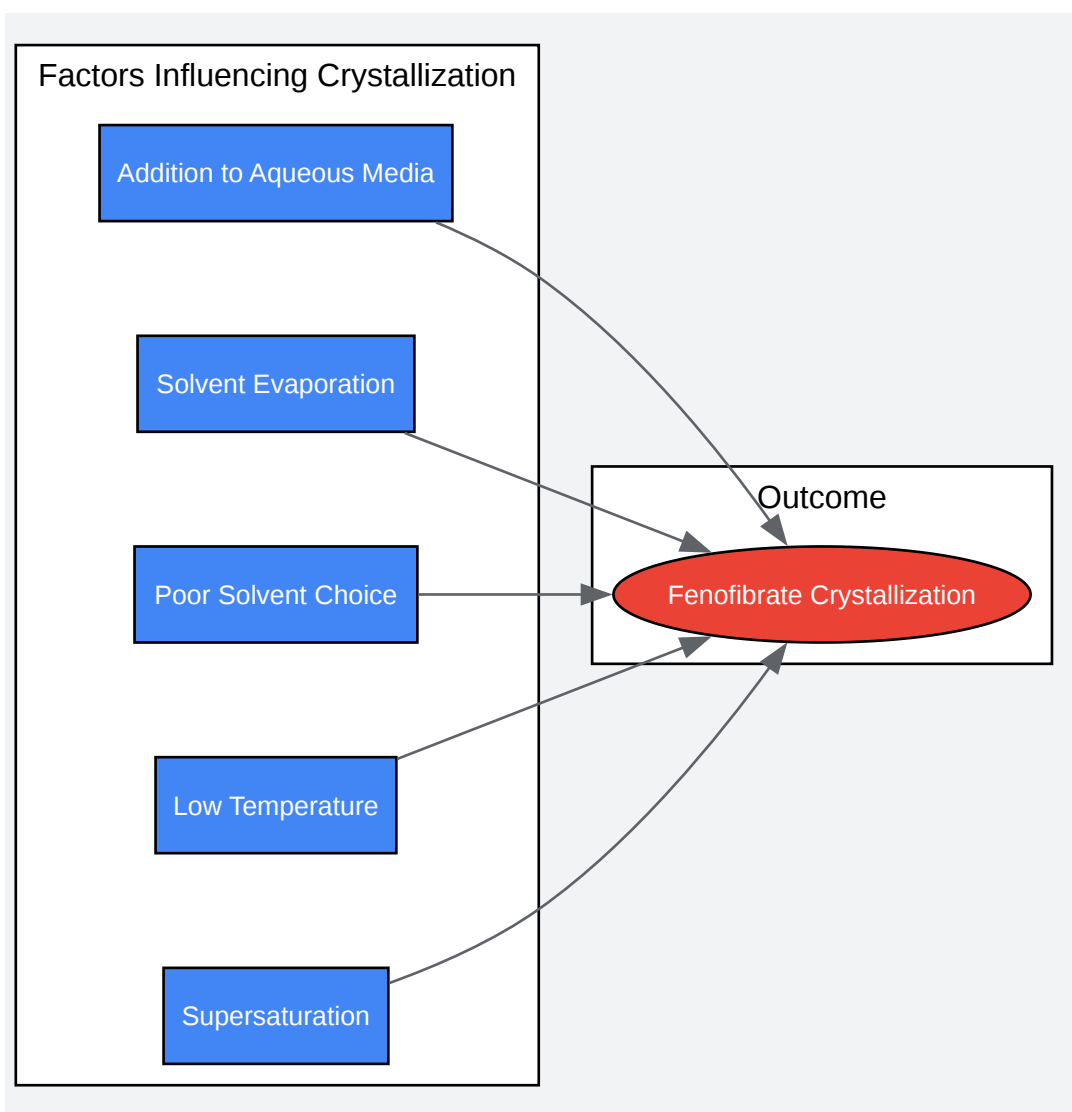 Factors Influencing Crystallization
Addition to Aqueous Media
Solvent Evaporation
Poor Solvent Choice
Low Temperature
Supersaturation
Outcome
Fenofibrate Crystallization